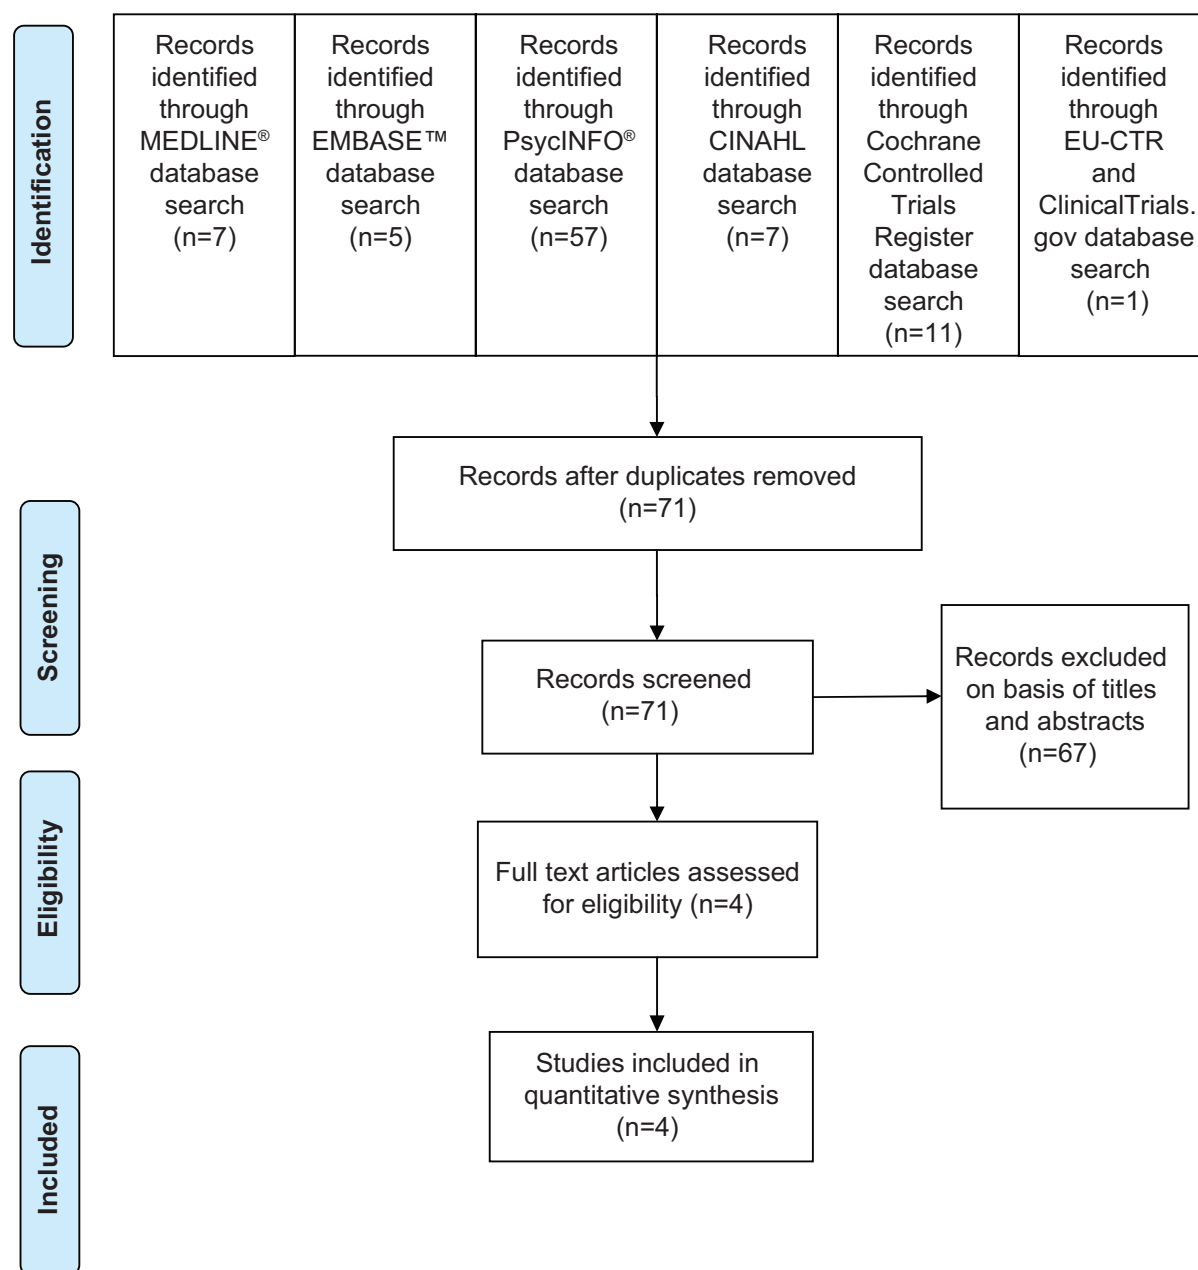 Identification
Records
identified
through
MEDLINE®
database
search
(n=7)
Records
identified
through
EMBASE™
database
search
(n=5)
Records
identified
through
PsycINFO®
database
search
(n=57)
Records
identified
through
CINAHL
database
search
(n=7)
Records
identified
through
Cochrane
Controlled
Trials
Register
database
search
(n=11)
Records
identified
through
EU-CTR
and
ClinicalTrials.
gov database
search
(n=1)
Records after duplicates removed
(n=71)
Screening
Records screened
(n=71)
Records excluded
on basis of titles
and abstracts
(n=67)
Eligibility
Full text articles assessed
for eligibility (n=4)
Included
Studies included in
quantitative synthesis
(n=4)